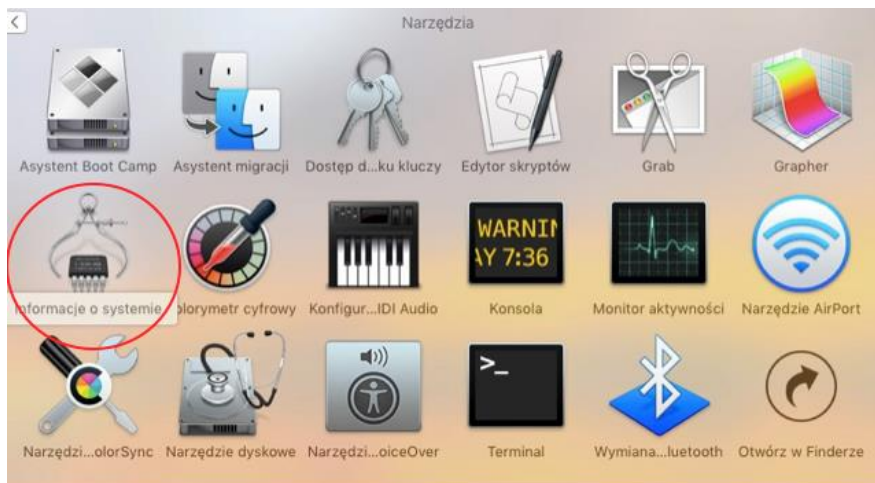 Narzędzia
Asystent Boot Camp
Asystent migracji
Dostęp d...ku kluczy
Edytor skryptów
Grab
Grapher
WARNIN
AY 7:36
Informacje o systemie
olorymetr cyfrowy
Konfigur...IDI Audio
Konsola
Monitor aktywności
Narzędzie AirPort
>_
Narzędzi...olorSync
Narzędzie dyskowe
Narzędzi...oiceOver
Terminal
Wymiana...luetooth
Otwórz w Finderze